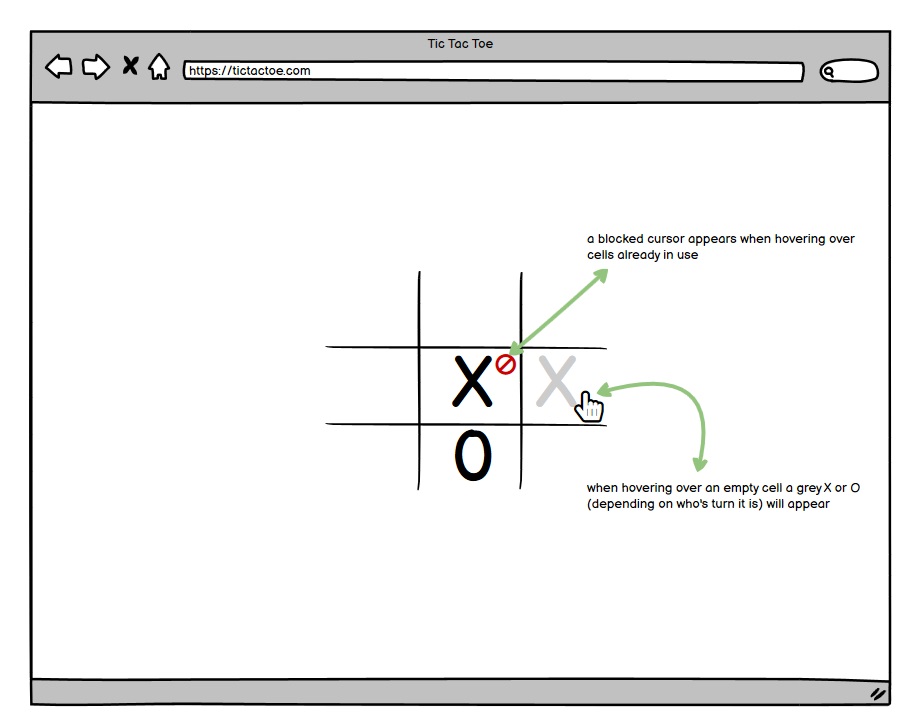 Tic Tac Toe
https://tictactoe.com
a blocked cursor appears when hovering over
cells already in use
X X
O
when hovering over an empty cell a grey X or O
(depending on who's turn it is) will appear